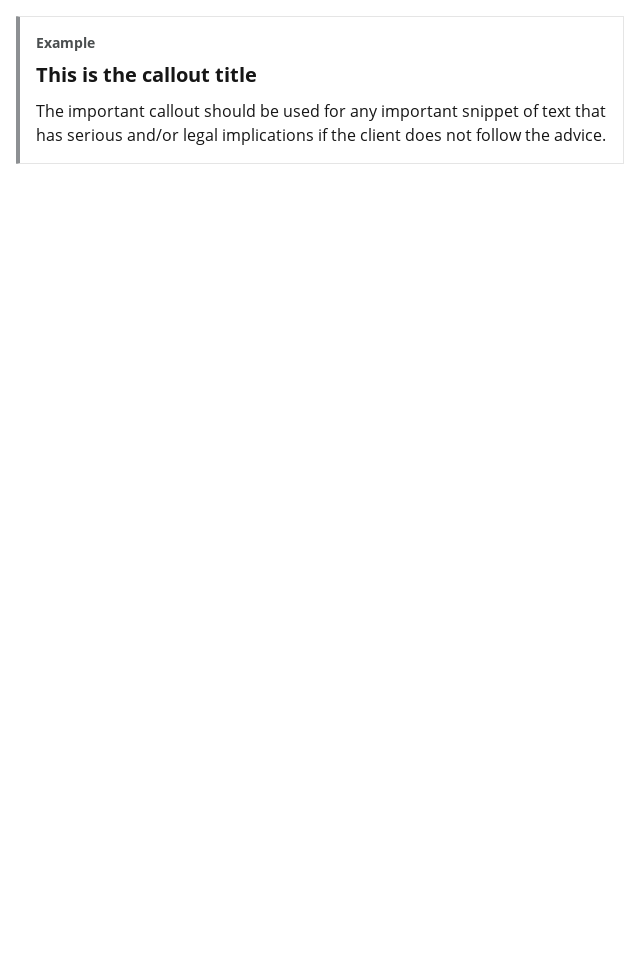 Example
This is the callout title
The important callout should be used for any important snippet of text that
has serious and/or legal implications if the client does not follow the advice.